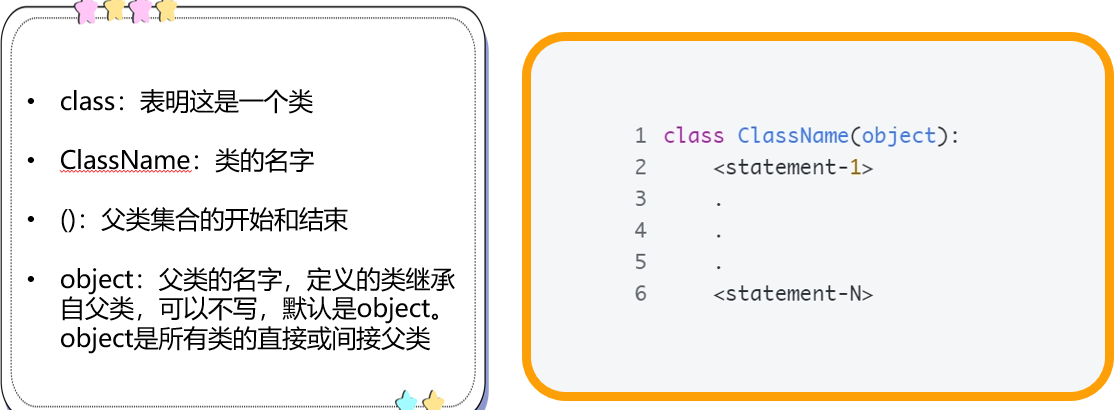 • class：表明这是一个类
• ClassName：类的名字
• ()：父类集合的开始和结束
• object：父类的名字，定义的类继承
自父类，可以不写，默认是object。
object是所有类的直接或间接父类
1 class ClassName(object):
2     <statement-1>
3     .
4     .
5     .
6     <statement-N>